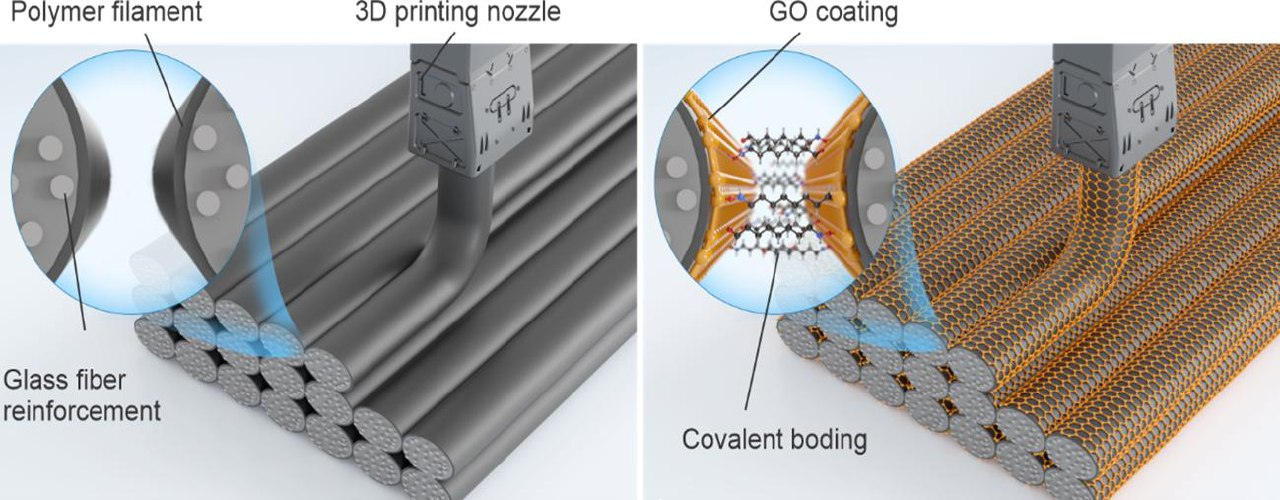 Polymer filament
3D printing nozzle
GO coating
Glass fiber
reinforcement
Covalent boding